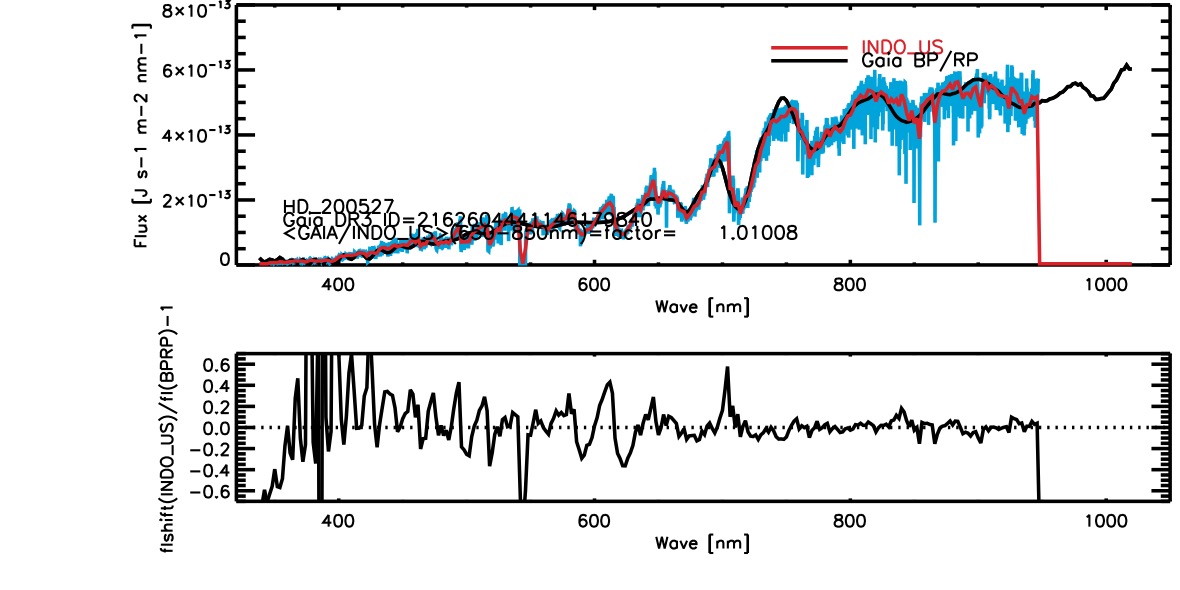 8×10⁻¹³
6×10⁻¹³
4×10⁻¹³
2×10⁻¹³
0
Flux [J s-1 m-2 nm-1]
INDO_US
Gaia BP/RP
HD_200527
Gaia DR3 ID=2162604441146179840
<GAIA/INDO_US>(650-850nm)=factor= 1.01008
400 600 800 1000
Wave [nm]
flshift(INDO_US)/fl(BPRP)-1
0.6
0.4
0.2
0.0
-0.2
-0.4
-0.6
400 600 800 1000
Wave [nm]